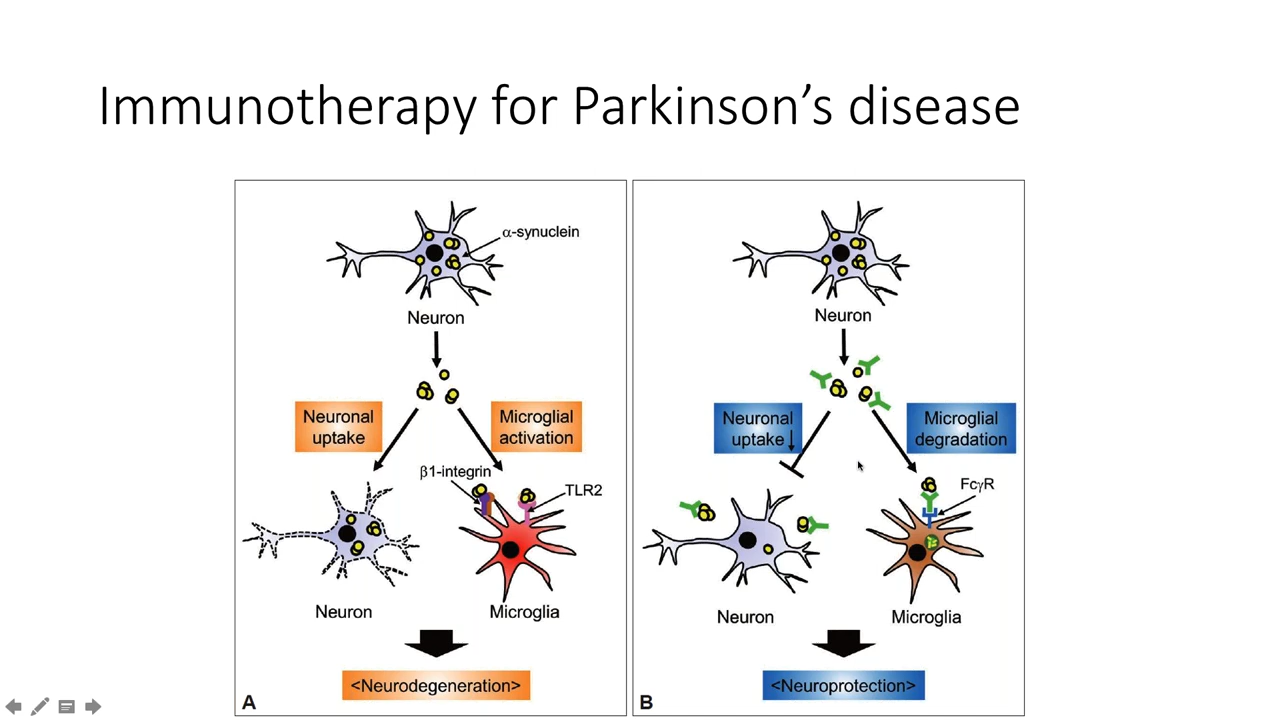 Immunotherapy for Parkinson’s disease
α-synuclein
Neuron
Neuronal
uptake
Microglial
activation
β1-integrin
TLR2
Neuron
Microglia
<Neurodegeneration>
A
Neuron
Neuronal
uptake↓
Microglial
degradation
FcγR
Neuron
Microglia
<Neuroprotection>
B